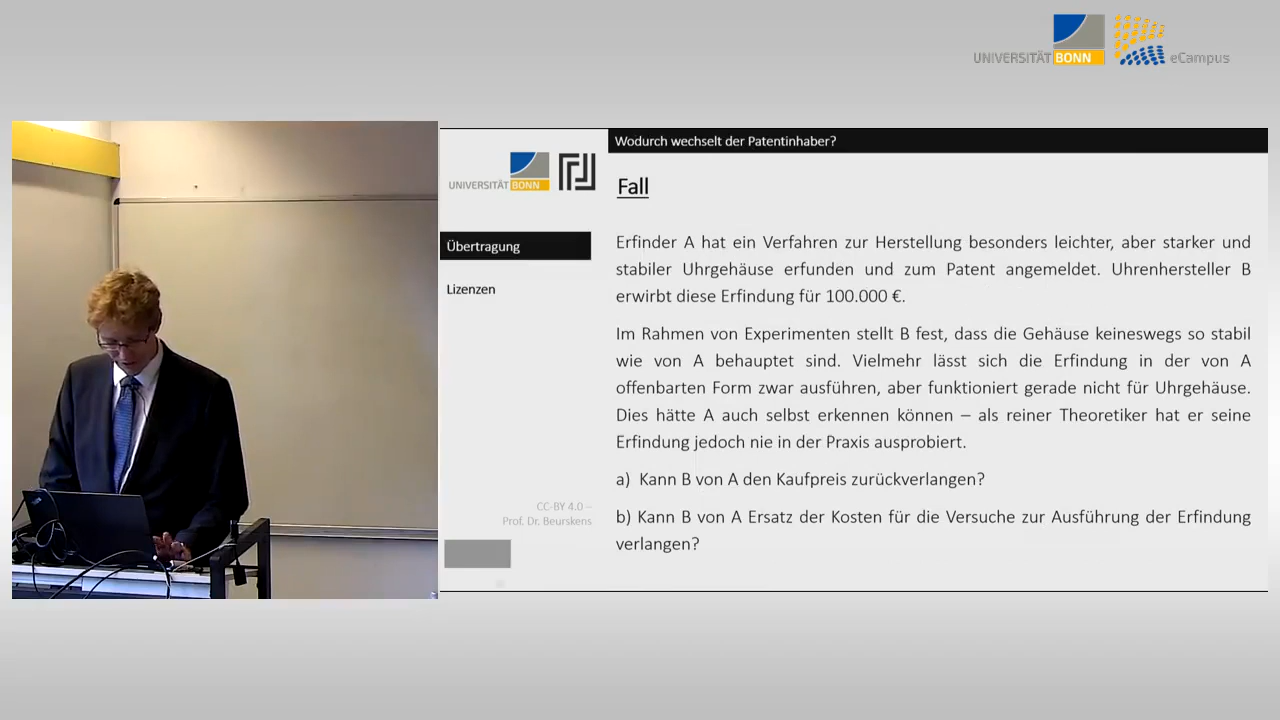 UNIVERSITÄT BONN eCampus
Wodurch wechselt der Patentinhaber?
UNIVERSITÄT BONN
Fall
Übertragung
Lizenzen
Erfinder A hat ein Verfahren zur Herstellung besonders leichter, aber starker und
stabiler Uhrgehäuse erfunden und zum Patent angemeldet. Uhrenhersteller B
erwirbt diese Erfindung für 100.000 €.
Im Rahmen von Experimenten stellt B fest, dass die Gehäuse keineswegs so stabil
wie von A behauptet sind. Vielmehr lässt sich die Erfindung in der von A
offenbarten Form zwar ausführen, aber funktioniert gerade nicht für Uhrgehäuse.
Dies hätte A auch selbst erkennen können – als reiner Theoretiker hat er seine
Erfindung jedoch nie in der Praxis ausprobiert.
a) Kann B von A den Kaufpreis zurückverlangen?
b) Kann B von A Ersatz der Kosten für die Versuche zur Ausführung der Erfindung
verlangen?
CC-BY 4.0 –
Prof. Dr. Beurskens